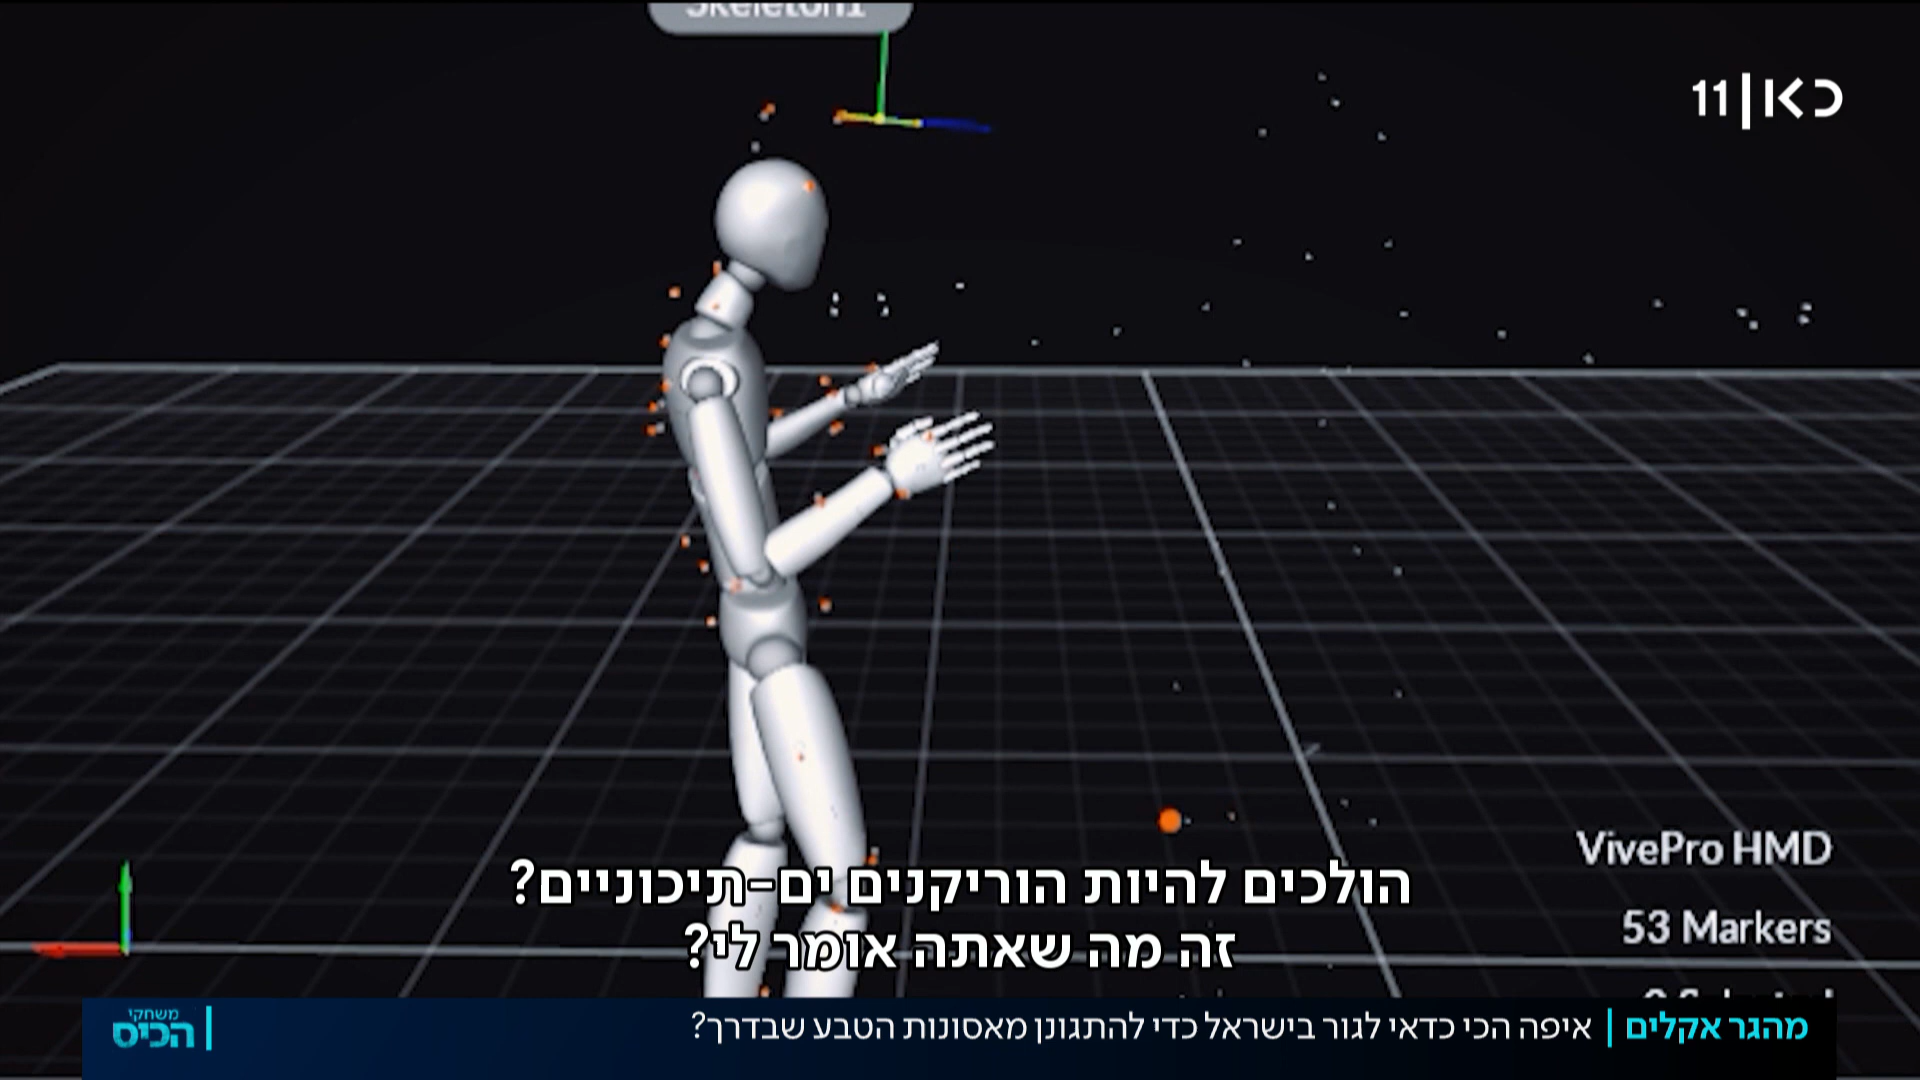 Skeleton1
כאן 11
VivePro HMD
53 Markers
הולכים להיות הוריקנים ים-תיכוניים?
זה מה שאתה אומר לי?
מהגר אקלים | איפה הכי כדאי לגור בישראל כדי להתגונן מאסונות הטבע שבדרך?
משחקי
הכיס